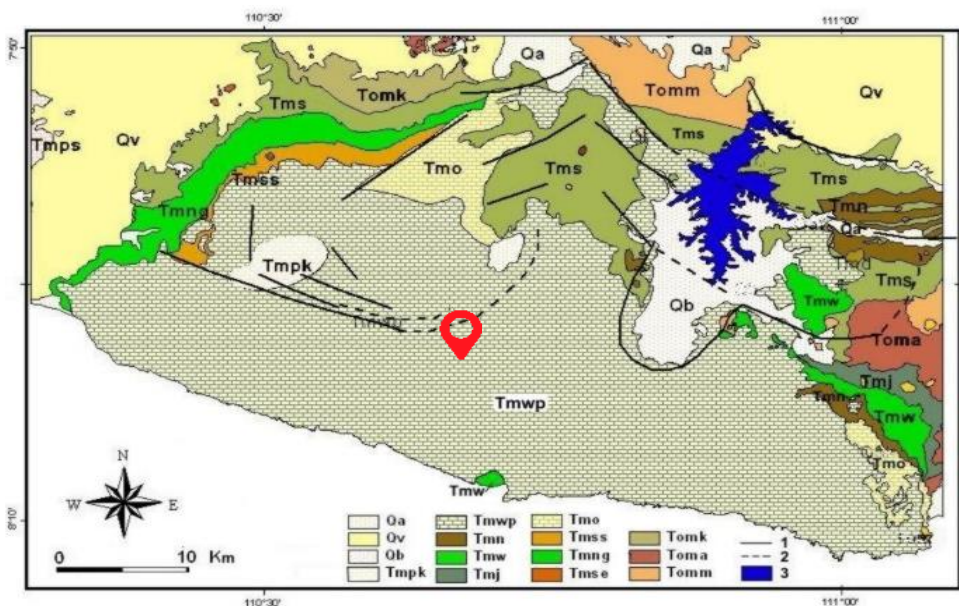 110°30'
111°00'
7°50'
Qa
Qa
Tomk
Tomm
Tms
Qv
Qv
Tmps
Tms
Tmo
Tms
Tms
Tmss
Tmn
Qa
Tmng
Tms
Tmpk
Tmw
Qb
Toma
Tmj
Tmn
Tmwp
Tmw
Tmo
Tmw
N
W E
S
8°10'
0 10 Km
Qa Tmwp Tmo
Qv Tmn Tmss Tomk 1
Qb Tmw Tmng Toma 2
Tmpk Tmj Tmse Tomm 3
110°30'
111°00'